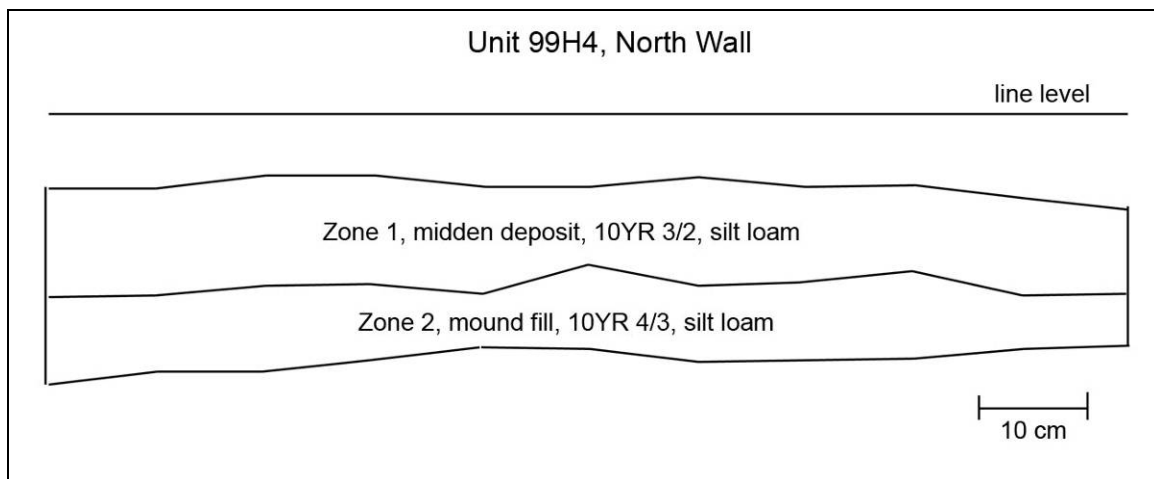 Unit 99H4, North Wall
line level
Zone 1, midden deposit, 10YR 3/2, silt loam
Zone 2, mound fill, 10YR 4/3, silt loam
10 cm